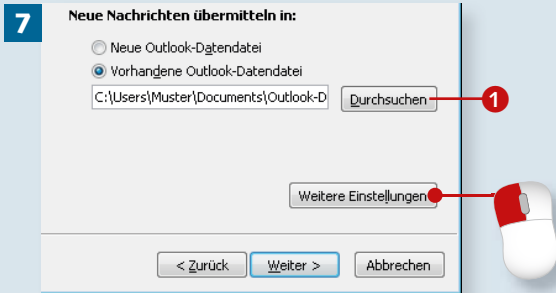 7
Neue Nachrichten übermitteln in:
Neue Outlook-Datendatei
Vorhandene Outlook-Datendatei
C:\Users\Muster\Documents\Outlook-D
Durchsuchen
1
Weitere Einstellungen
< Zurück
Weiter >
Abbrechen